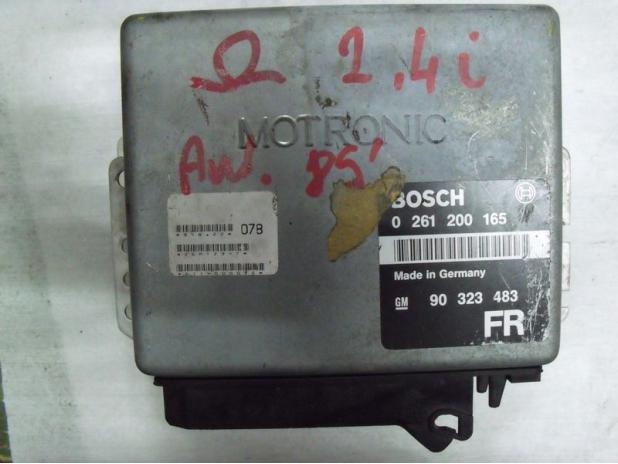 Ω 2.4i
MOTRONIC
Aw. 85'
BOSCH
0 261 200 165
078
Made in Germany
GM 90 323 483
FR